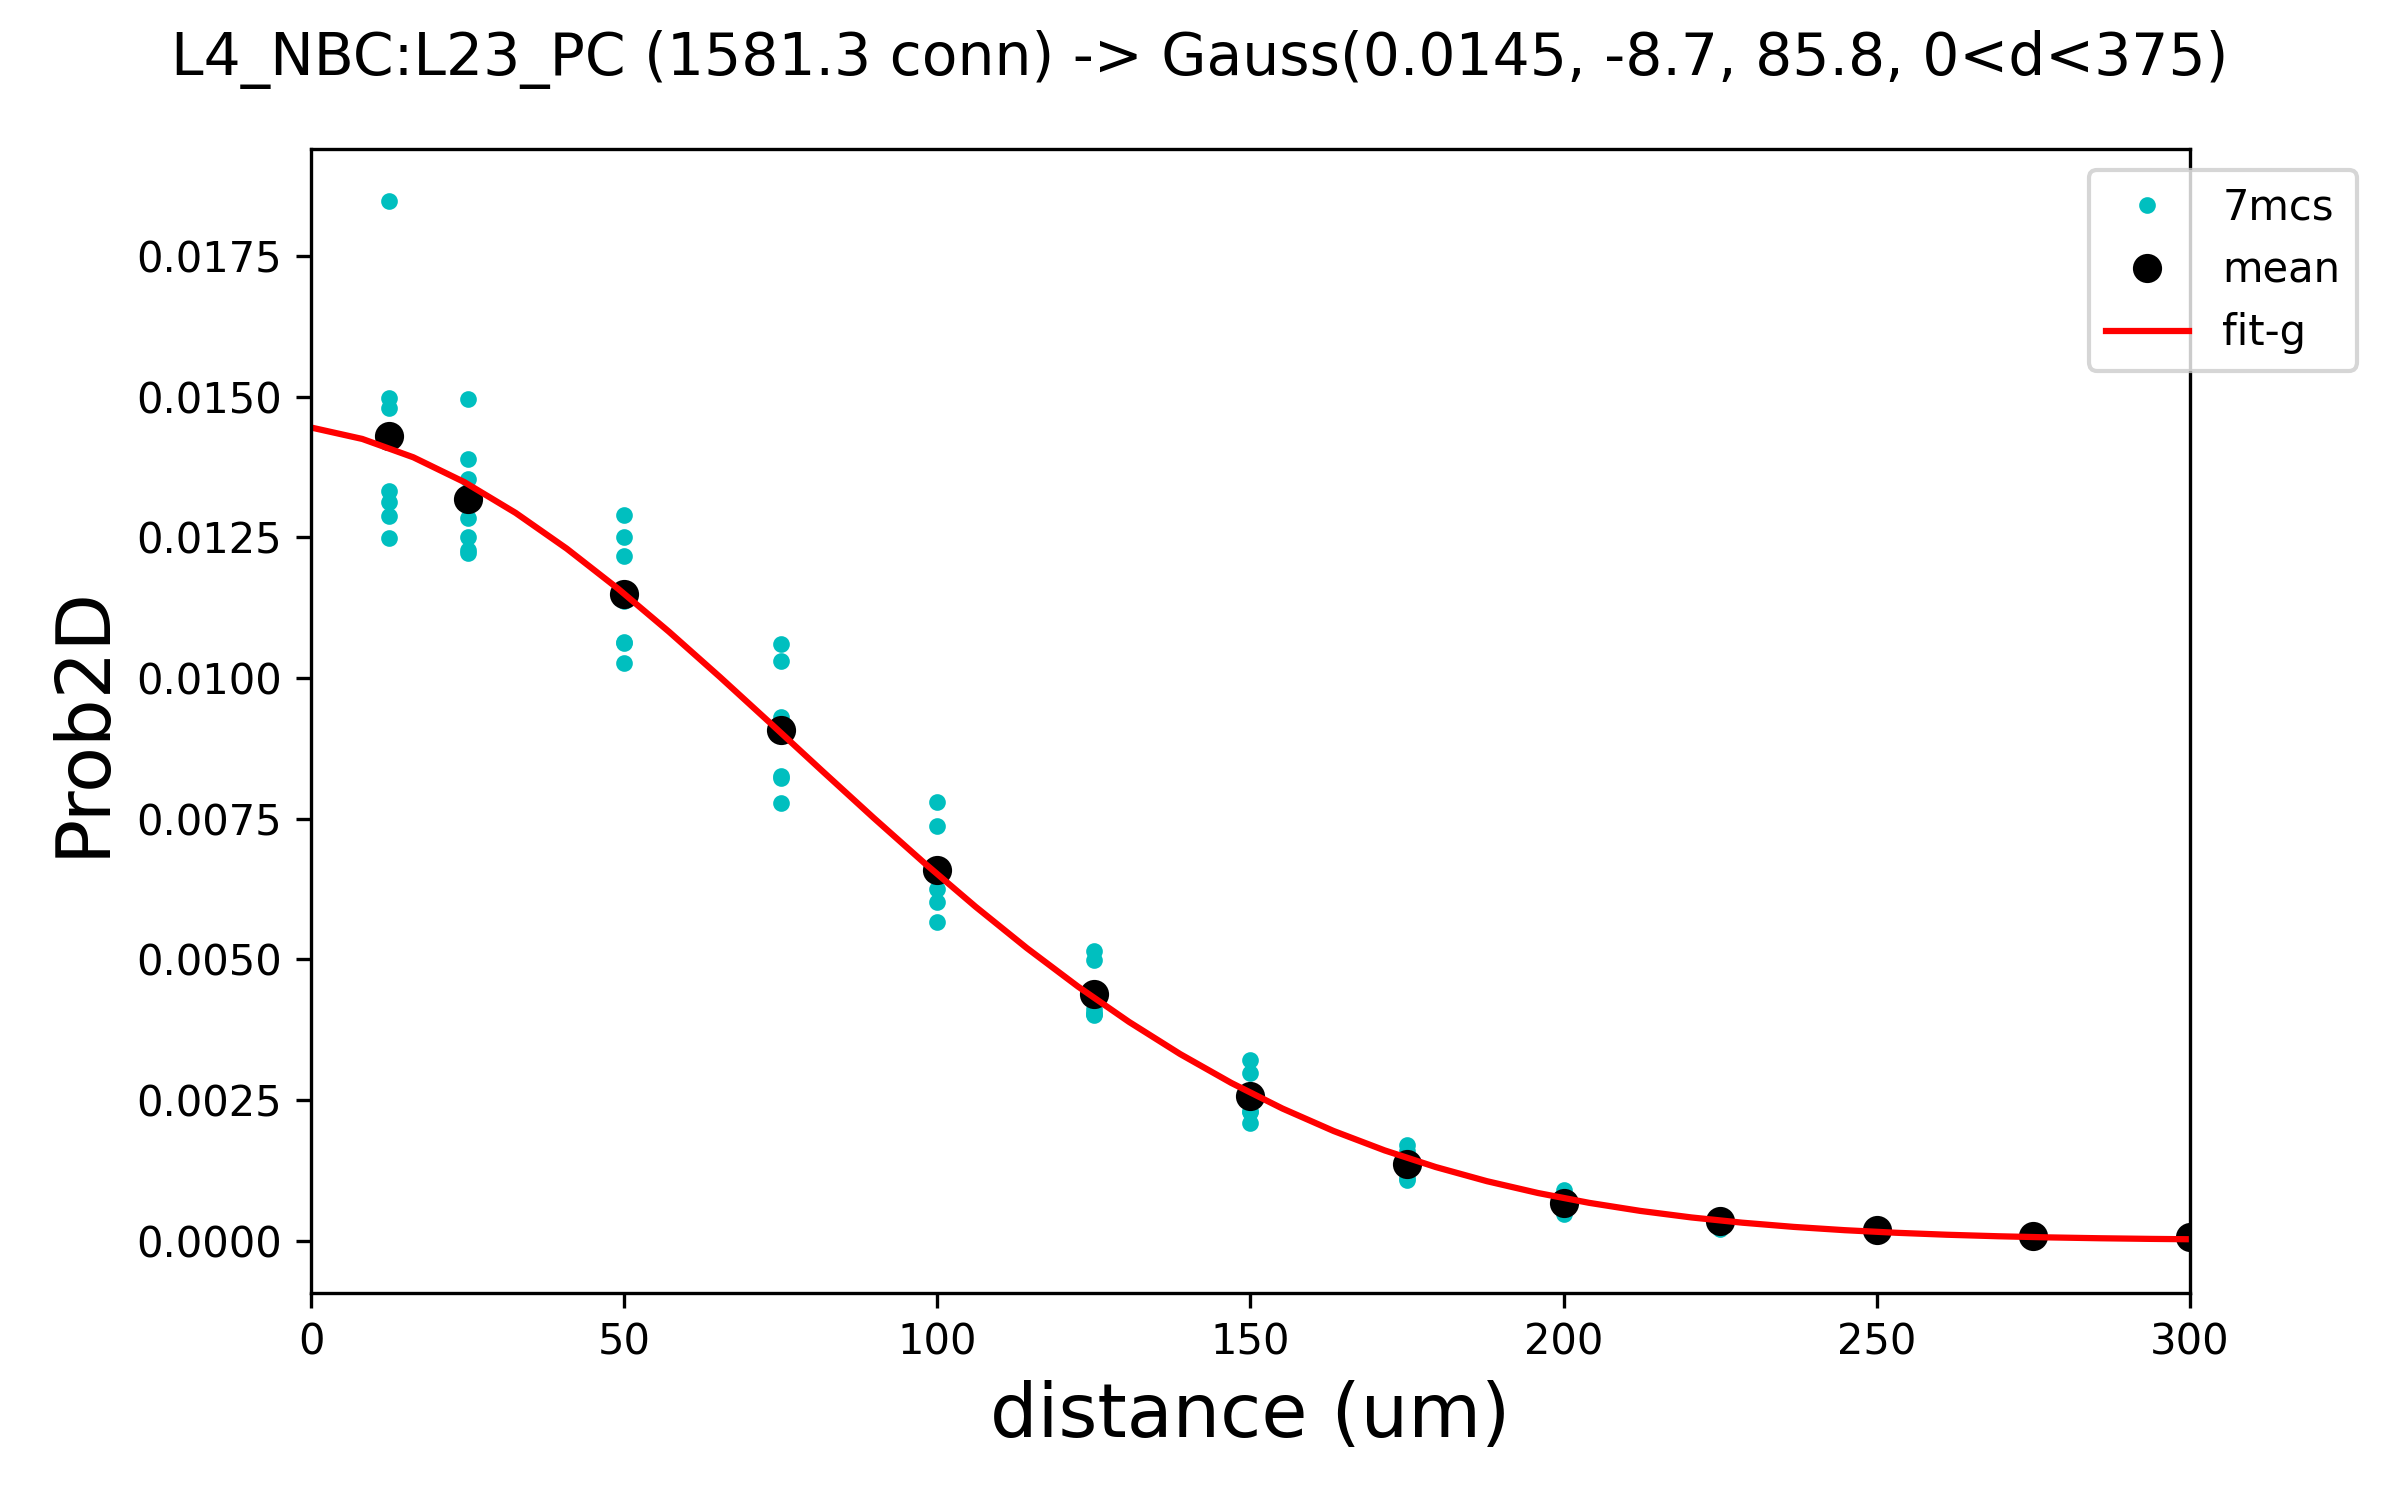 L4_NBC:L23_PC (1581.3 conn) -> Gauss(0.0145, -8.7, 85.8, 0<d<375)
7mcs
mean
fit-g
Prob2D
0.0175
0.0150
0.0125
0.0100
0.0075
0.0050
0.0025
0.0000
0 50 100 150 200 250 300
distance (um)